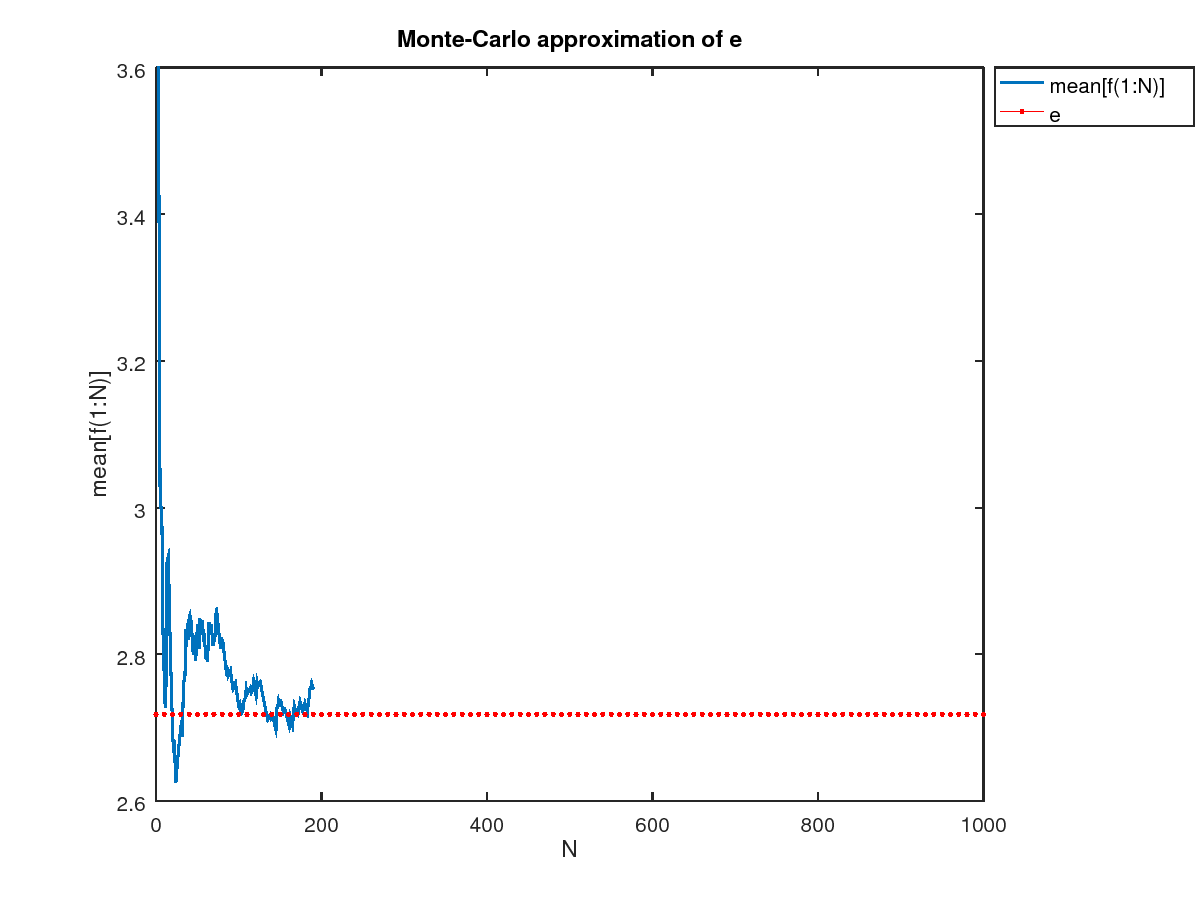 Monte-Carlo approximation of e
mean[f(1:N)]
e
3.6
3.4
3.2
3
2.8
2.6
mean[f(1:N)]
0
200
400
600
800
1000
N